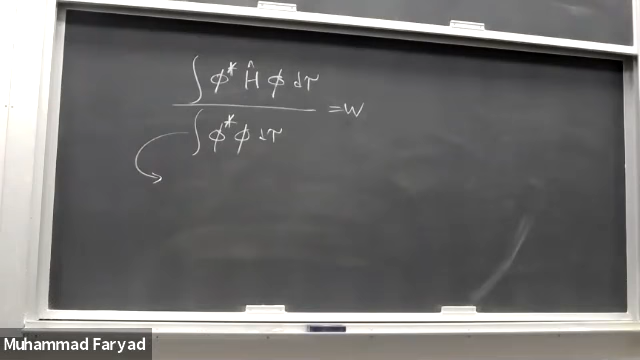 ∫ φ* Ĥ φ dτ
= W
∫ φ* φ dτ
Muhammad Faryad